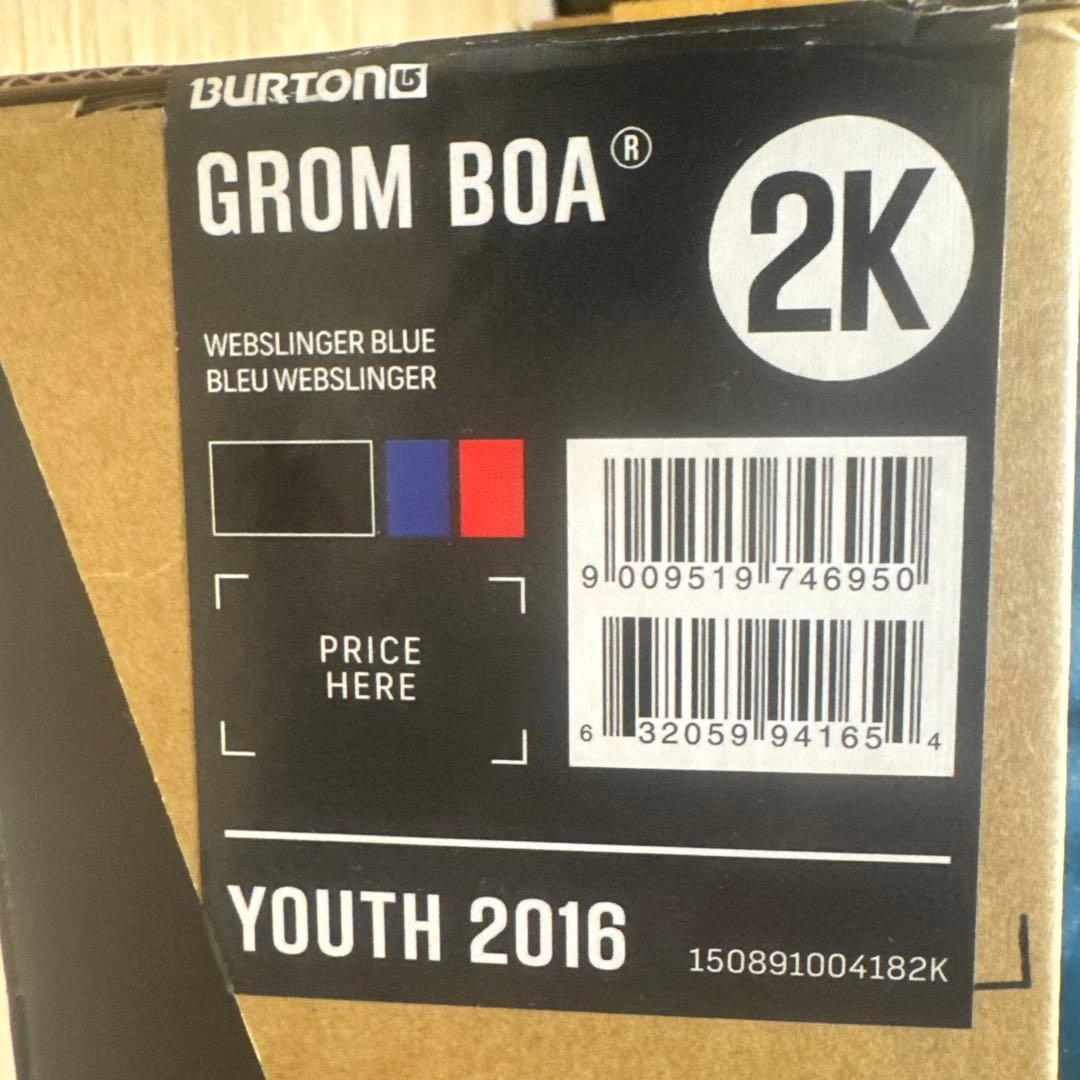 BURTON
GROM BOA®
2K
WEBSLINGER BLUE
BLEU WEBSLINGER
9 009519 746950
6 32059 94165 4
PRICE
HERE
YOUTH 2016
150891004182K